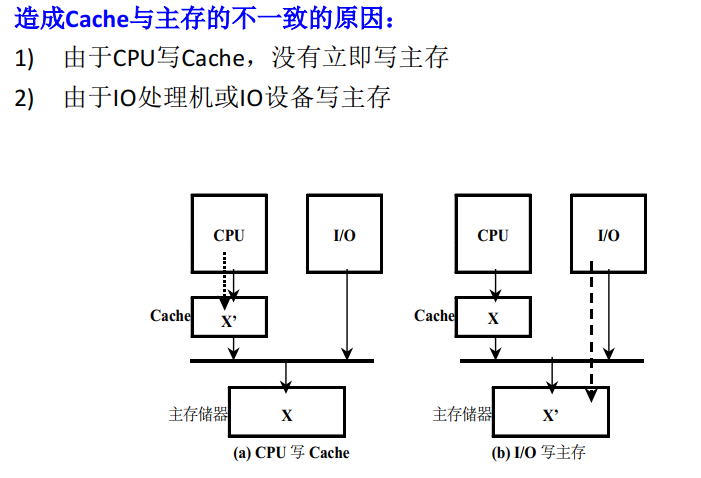 造成Cache与主存的不一致的原因：
1) 由于CPU写Cache，没有立即写主存
2) 由于IO处理机或IO设备写主存
CPU I/O CPU I/O
Cache X’ Cache X
主存储器 X 主存储器 X’
(a) CPU 写 Cache (b) I/O 写主存